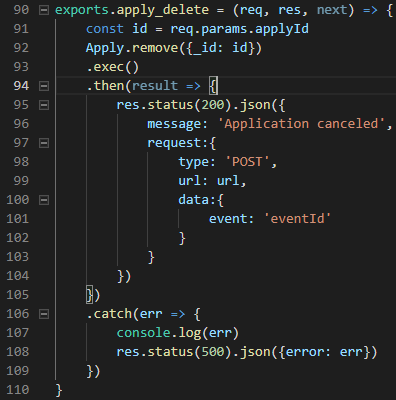 90 exports.apply_delete = (req, res, next) => {
91     const id = req.params.applyId
92     Apply.remove({_id: id})
93     .exec()
94     .then(result => {
95         res.status(200).json({
96             message: 'Application canceled',
97             request:{
98                 type: 'POST',
99                 url: url,
100                 data:{
101                     event: 'eventId'
102                 }
103             }
104         })
105     })
106     .catch(err => {
107         console.log(err)
108         res.status(500).json({error: err})
109     })
110 }